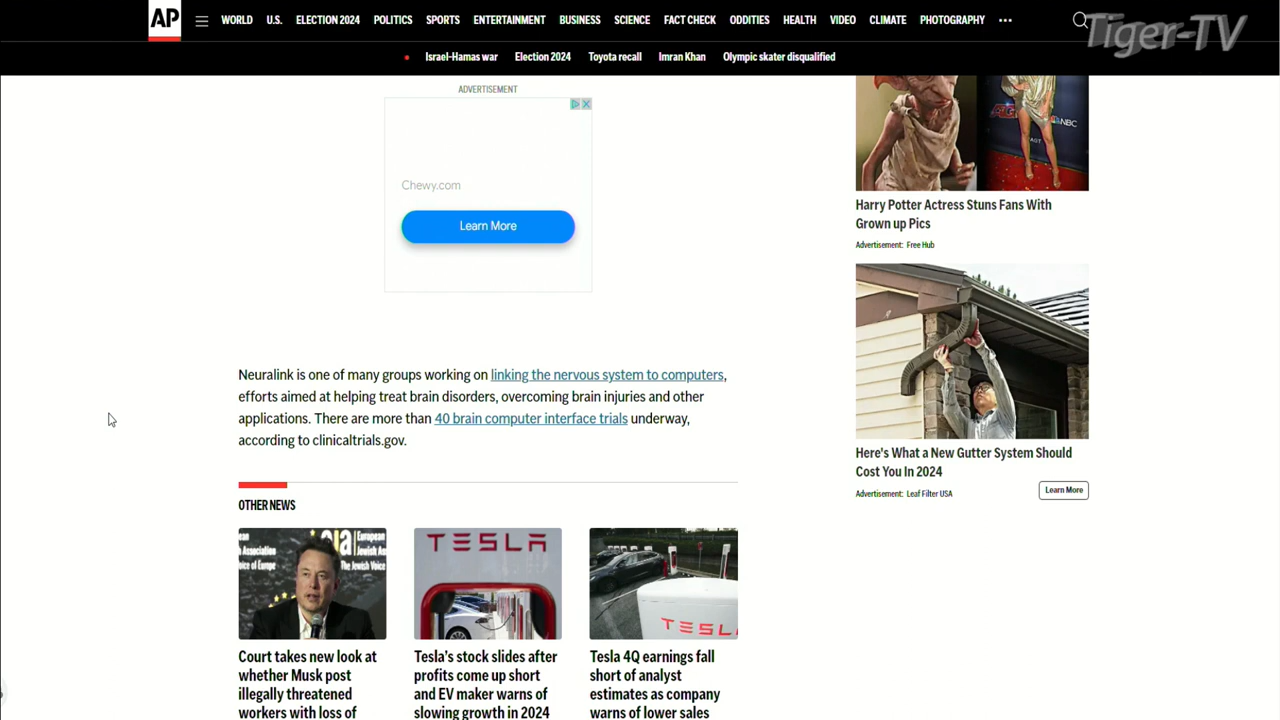 AP
WORLD U.S. ELECTION 2024 POLITICS SPORTS ENTERTAINMENT BUSINESS SCIENCE FACT CHECK ODDITIES HEALTH VIDEO CLIMATE PHOTOGRAPHY
Tiger-TV
Israel-Hamas war Election 2024 Toyota recall Imran Khan Olympic skater disqualified
ADVERTISEMENT
Chewy.com
Learn More
NBC
AGT
Harry Potter Actress Stuns Fans With
Grown up Pics
Advertisement: Free Hub
Here's What a New Gutter System Should
Cost You In 2024
Advertisement: Leaf Filter USA
Learn More
Neuralink is one of many groups working on linking the nervous system to computers,
efforts aimed at helping treat brain disorders, overcoming brain injuries and other
applications. There are more than 40 brain computer interface trials underway,
according to clinicaltrials.gov.
OTHER NEWS
European
Jewish
The Jewish Voice
TESLA
TESL
Court takes new look at
whether Musk post
illegally threatened
workers with loss of
Tesla's stock slides after
profits come up short
and EV maker warns of
slowing growth in 2024
Tesla 4Q earnings fall
short of analyst
estimates as company
warns of lower sales